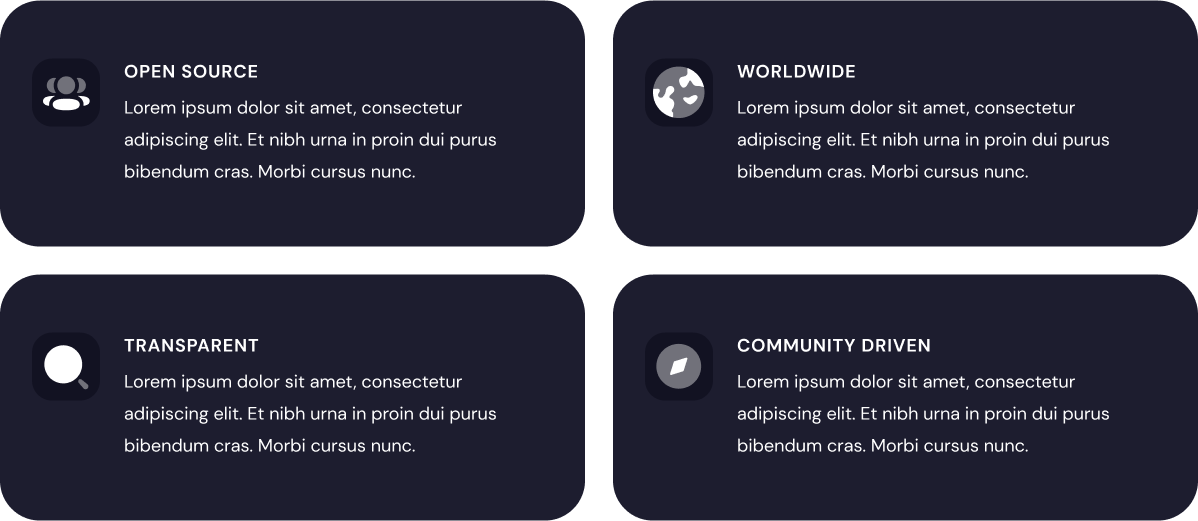 OPEN SOURCE
Lorem ipsum dolor sit amet, consectetur
adipiscing elit. Et nibh urna in proin dui purus
bibendum cras. Morbi cursus nunc.
WORLDWIDE
Lorem ipsum dolor sit amet, consectetur
adipiscing elit. Et nibh urna in proin dui purus
bibendum cras. Morbi cursus nunc.
TRANSPARENT
Lorem ipsum dolor sit amet, consectetur
adipiscing elit. Et nibh urna in proin dui purus
bibendum cras. Morbi cursus nunc.
COMMUNITY DRIVEN
Lorem ipsum dolor sit amet, consectetur
adipiscing elit. Et nibh urna in proin dui purus
bibendum cras. Morbi cursus nunc.